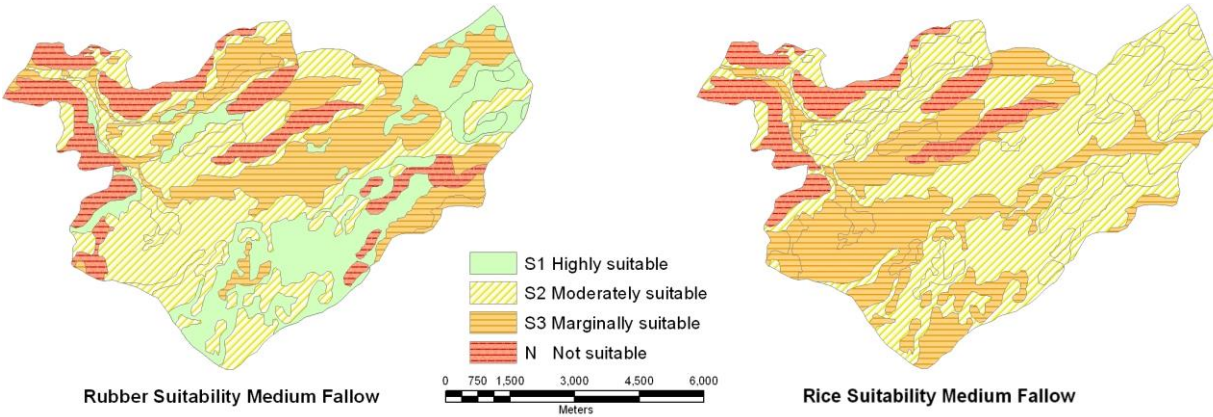 S1 Highly suitable
S2 Moderately suitable
S3 Marginally suitable
N Not suitable
Rubber Suitability Medium Fallow
0 750 1,500 3,000 4,500 6,000
Meters
Rice Suitability Medium Fallow